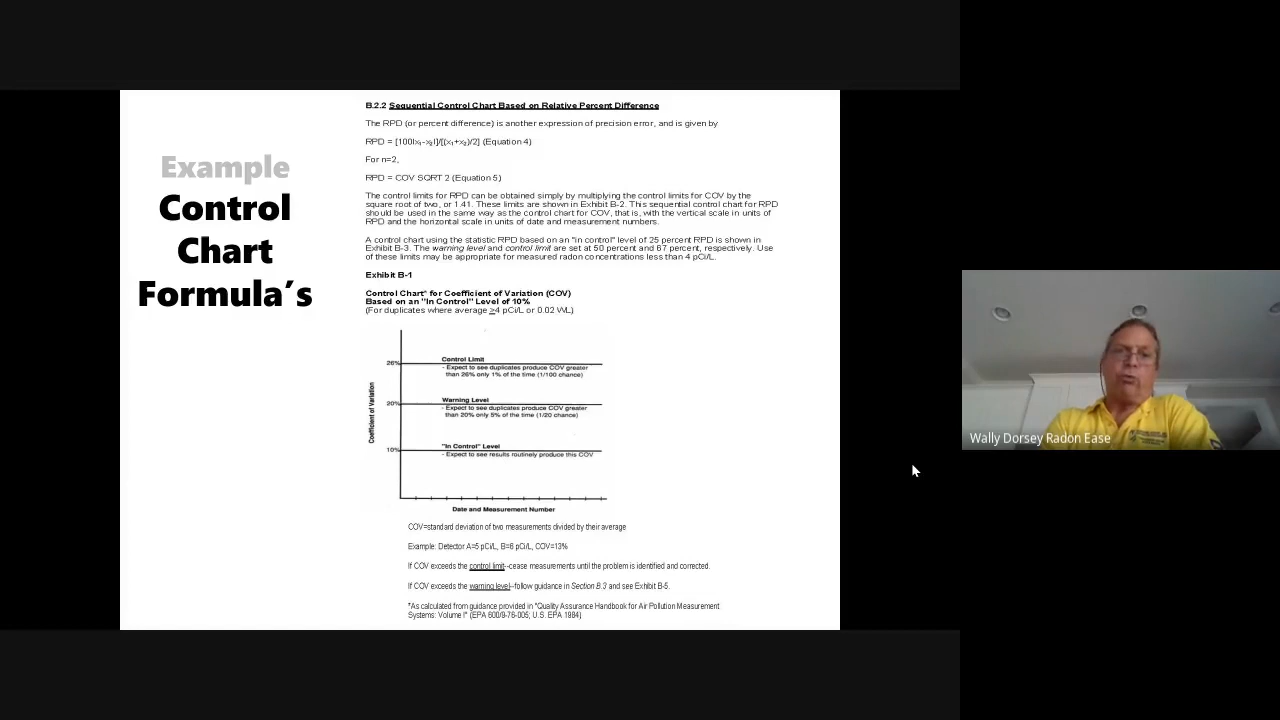 Example
Control
Chart
Formula's
B.2.2 Sequential Control Chart Based on Relative Percent Difference
The RPD (or percent difference) is another expression of precision error, and is given by
RPD = [100|x₁-x₂|]/[(x₁+x₂)/2] (Equation 4)
For n=2,
RPD = COV SQRT 2 (Equation 5)
The control limits for RPD can be obtained simply by multiplying the control limits for COV by the
square root of two, or 1.41. These limits are shown in Exhibit B-2. This sequential control chart for RPD
should be used in the same way as the control chart for COV, that is, with the vertical scale in units of
RPD and the horizontal scale in units of date and measurement numbers.
A control chart using the statistic RPD based on an "in control" level of 25 percent RPD is shown in
Exhibit B-3. The warning level and control limit are set at 50 percent and 67 percent, respectively. Use
of these limits may be appropriate for measured radon concentrations less than 4 pCi/L.
Exhibit B-1
Control Chart* for Coefficient of Variation (COV)
Based on an "In Control" Level of 10%
(For duplicates where average ≥4 pCi/L or 0.02 WL)
Coefficient of Variation
26%
Control Limit
- Expect to see duplicates produce COV greater
than 26% only 1% of the time (1/100 chance)
20%
Warning Level
- Expect to see duplicates produce COV greater
than 20% only 5% of the time (1/20 chance)
10%
"In Control" Level
- Expect to see results routinely produce this COV
Date and Measurement Number
COV=standard deviation of two measurements divided by their average
Example: Detector A=5 pCi/L, B=6 pCi/L, COV=13%
If COV exceeds the control limit--cease measurements until the problem is identified and corrected.
If COV exceeds the warning level--follow guidance in Section B.3 and see Exhibit B-5.
*As calculated from guidance provided in "Quality Assurance Handbook for Air Pollution Measurement
Systems: Volume I" (EPA 600/9-76-005; U.S. EPA 1984)
Wally Dorsey Radon Ease